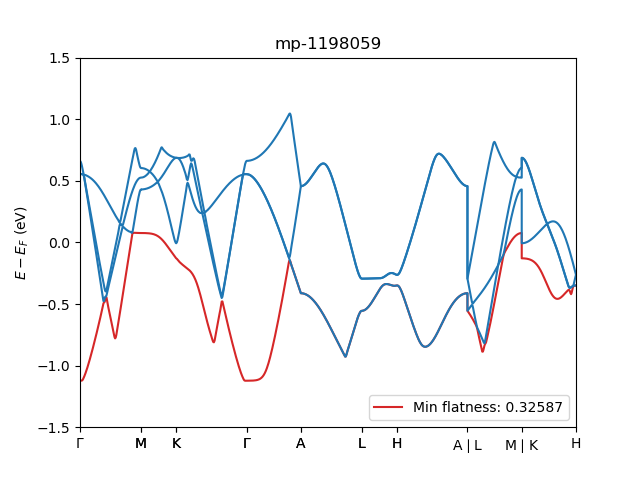 mp-1198059
1.5
1.0
0.5
0.0
−0.5
−1.0
−1.5
E − E_F (eV)
Min flatness: 0.32587
Γ M K Γ A L H A | L M | K H